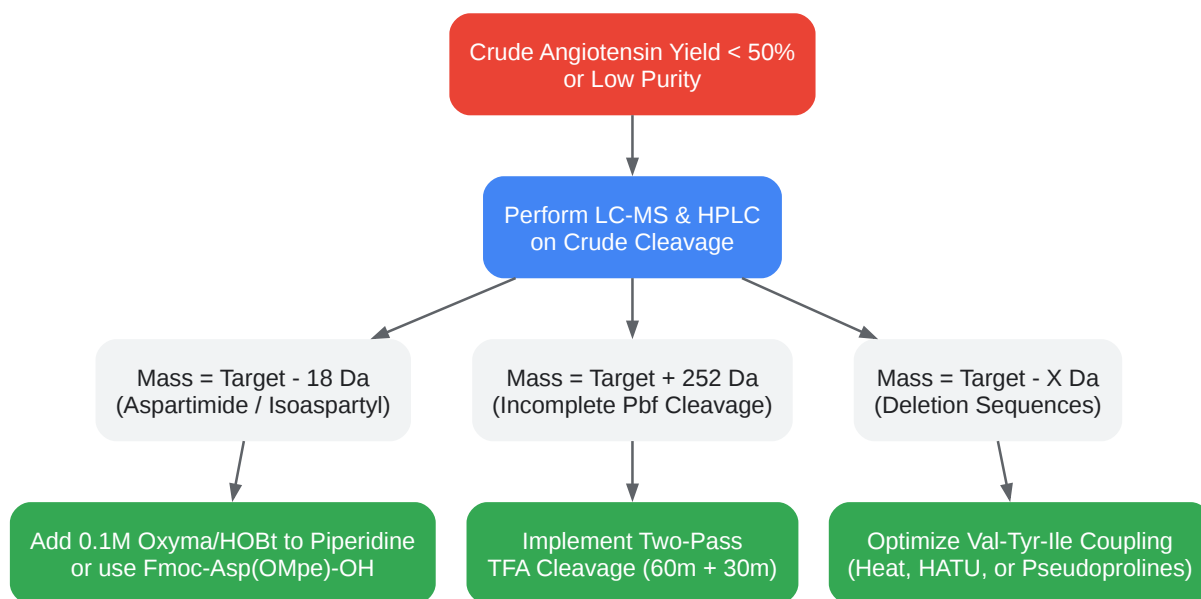 Crude Angiotensin Yield < 50%
or Low Purity
Perform LC-MS & HPLC
on Crude Cleavage
Mass = Target - 18 Da
(Aspartimide / Isoaspartyl)
Mass = Target + 252 Da
(Incomplete Pbf Cleavage)
Mass = Target - X Da
(Deletion Sequences)
Add 0.1M Oxyma/HOBt to Piperidine
or use Fmoc-Asp(OMpe)-OH
Implement Two-Pass
TFA Cleavage (60m + 30m)
Optimize Val-Tyr-Ile Coupling
(Heat, HATU, or Pseudoprolines)